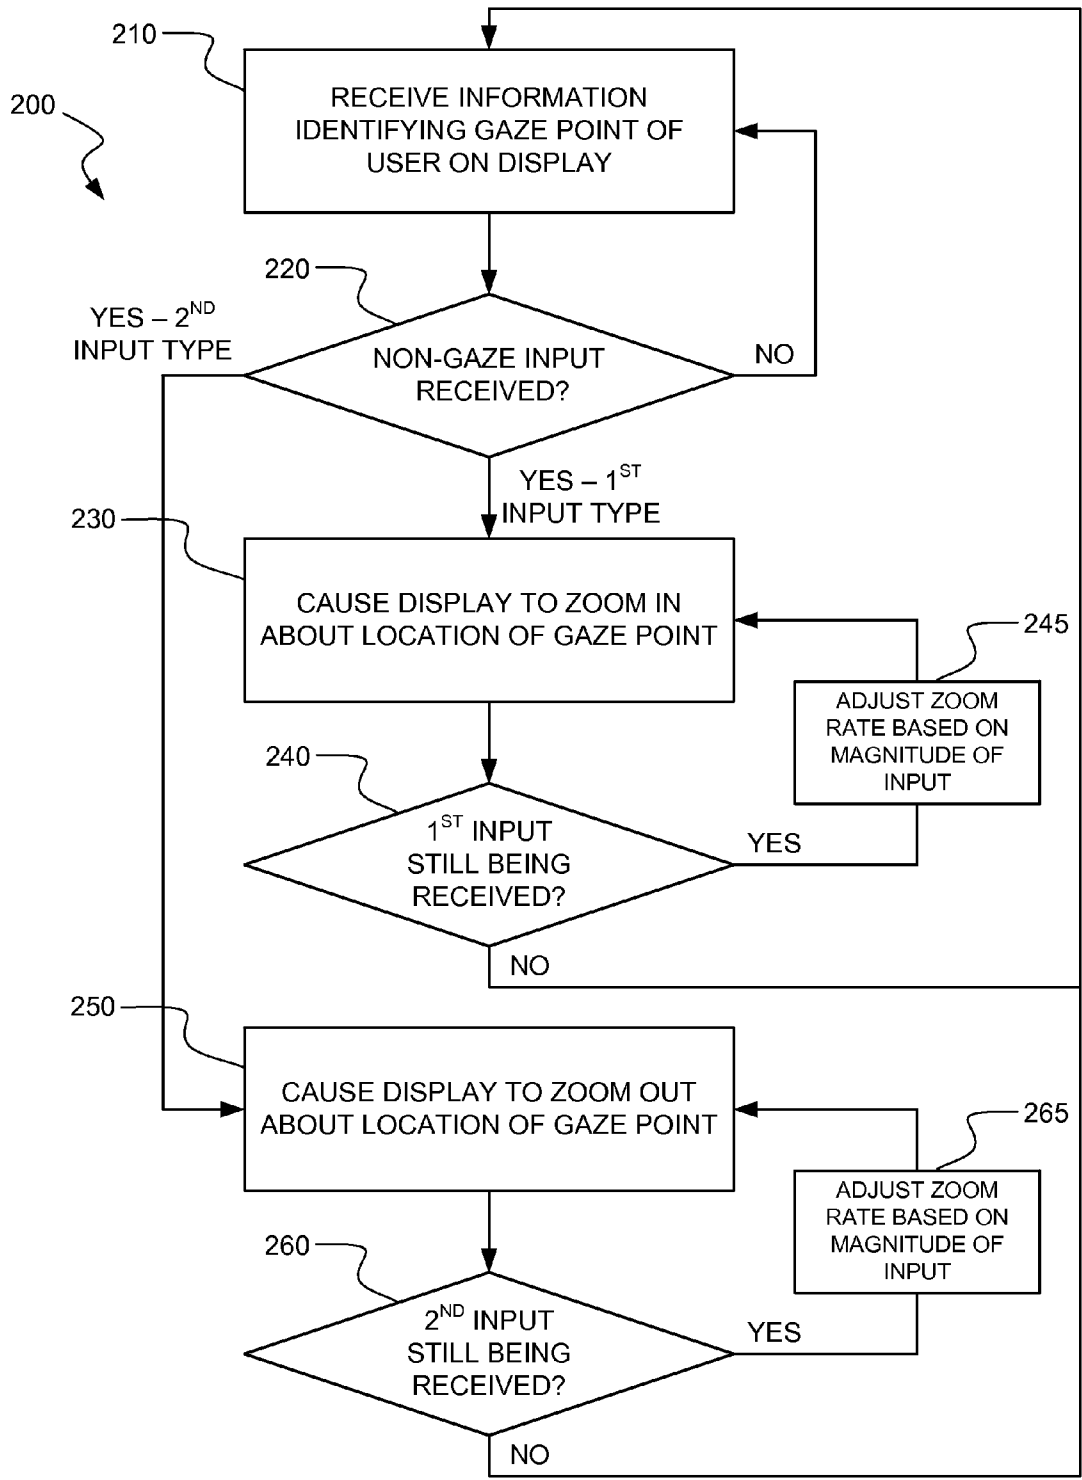 210
200
RECEIVE INFORMATION
IDENTIFYING GAZE POINT OF
USER ON DISPLAY
220
YES – 2ND
INPUT TYPE
NON-GAZE INPUT
RECEIVED?
NO
YES – 1ST
INPUT TYPE
230
CAUSE DISPLAY TO ZOOM IN
ABOUT LOCATION OF GAZE POINT
245
ADJUST ZOOM
RATE BASED ON
MAGNITUDE OF
INPUT
240
1ST INPUT
STILL BEING
RECEIVED?
YES
NO
250
CAUSE DISPLAY TO ZOOM OUT
ABOUT LOCATION OF GAZE POINT
265
ADJUST ZOOM
RATE BASED ON
MAGNITUDE OF
INPUT
260
2ND INPUT
STILL BEING
RECEIVED?
YES
NO